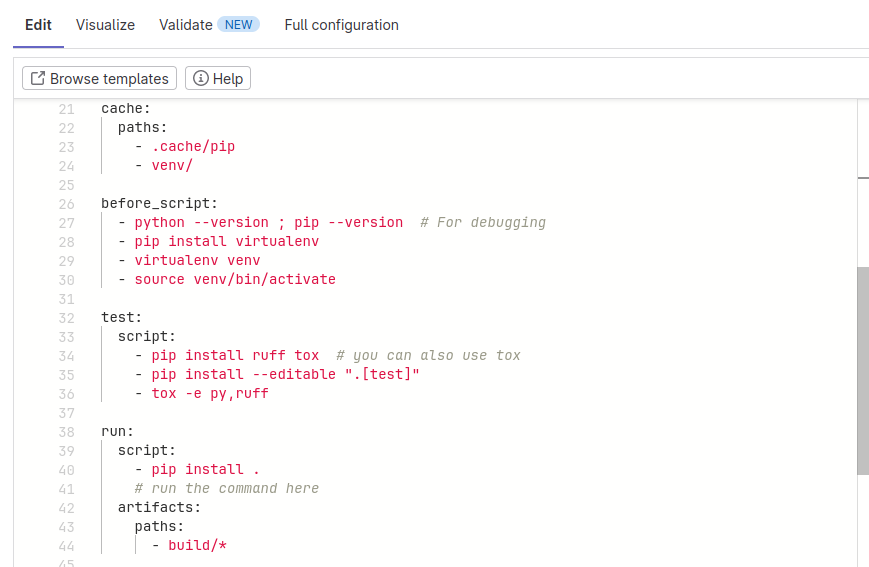 Edit Visualize Validate NEW Full configuration
Browse templates Help
21 cache:
22   paths:
23     - .cache/pip
24     - venv/
25
26 before_script:
27   - python --version ; pip --version  # For debugging
28   - pip install virtualenv
29   - virtualenv venv
30   - source venv/bin/activate
31
32 test:
33   script:
34     - pip install ruff tox  # you can also use tox
35     - pip install --editable ".[test]"
36     - tox -e py,ruff
37
38 run:
39   script:
40     - pip install .
41     # run the command here
42   artifacts:
43     paths:
44       - build/*
45